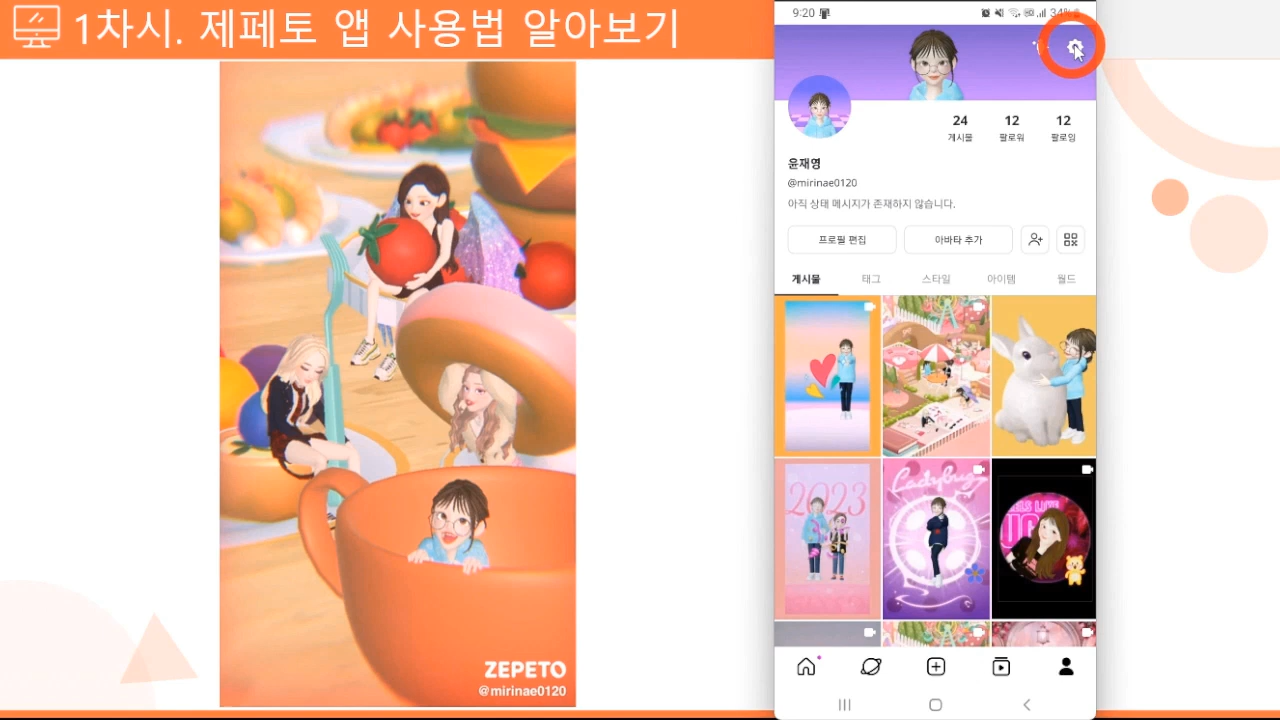 1차시. 제페토 앱 사용법 알아보기
ZEPETO
@mirinae0120
9:20
34%
24
12
12
게시물
팔로워
팔로잉
윤재영
@mirinae0120
아직 상태 메시지가 존재하지 않습니다.
프로필 편집
아바타 추가
게시물
태그
스타일
아이템
월드
2023
Ladybug